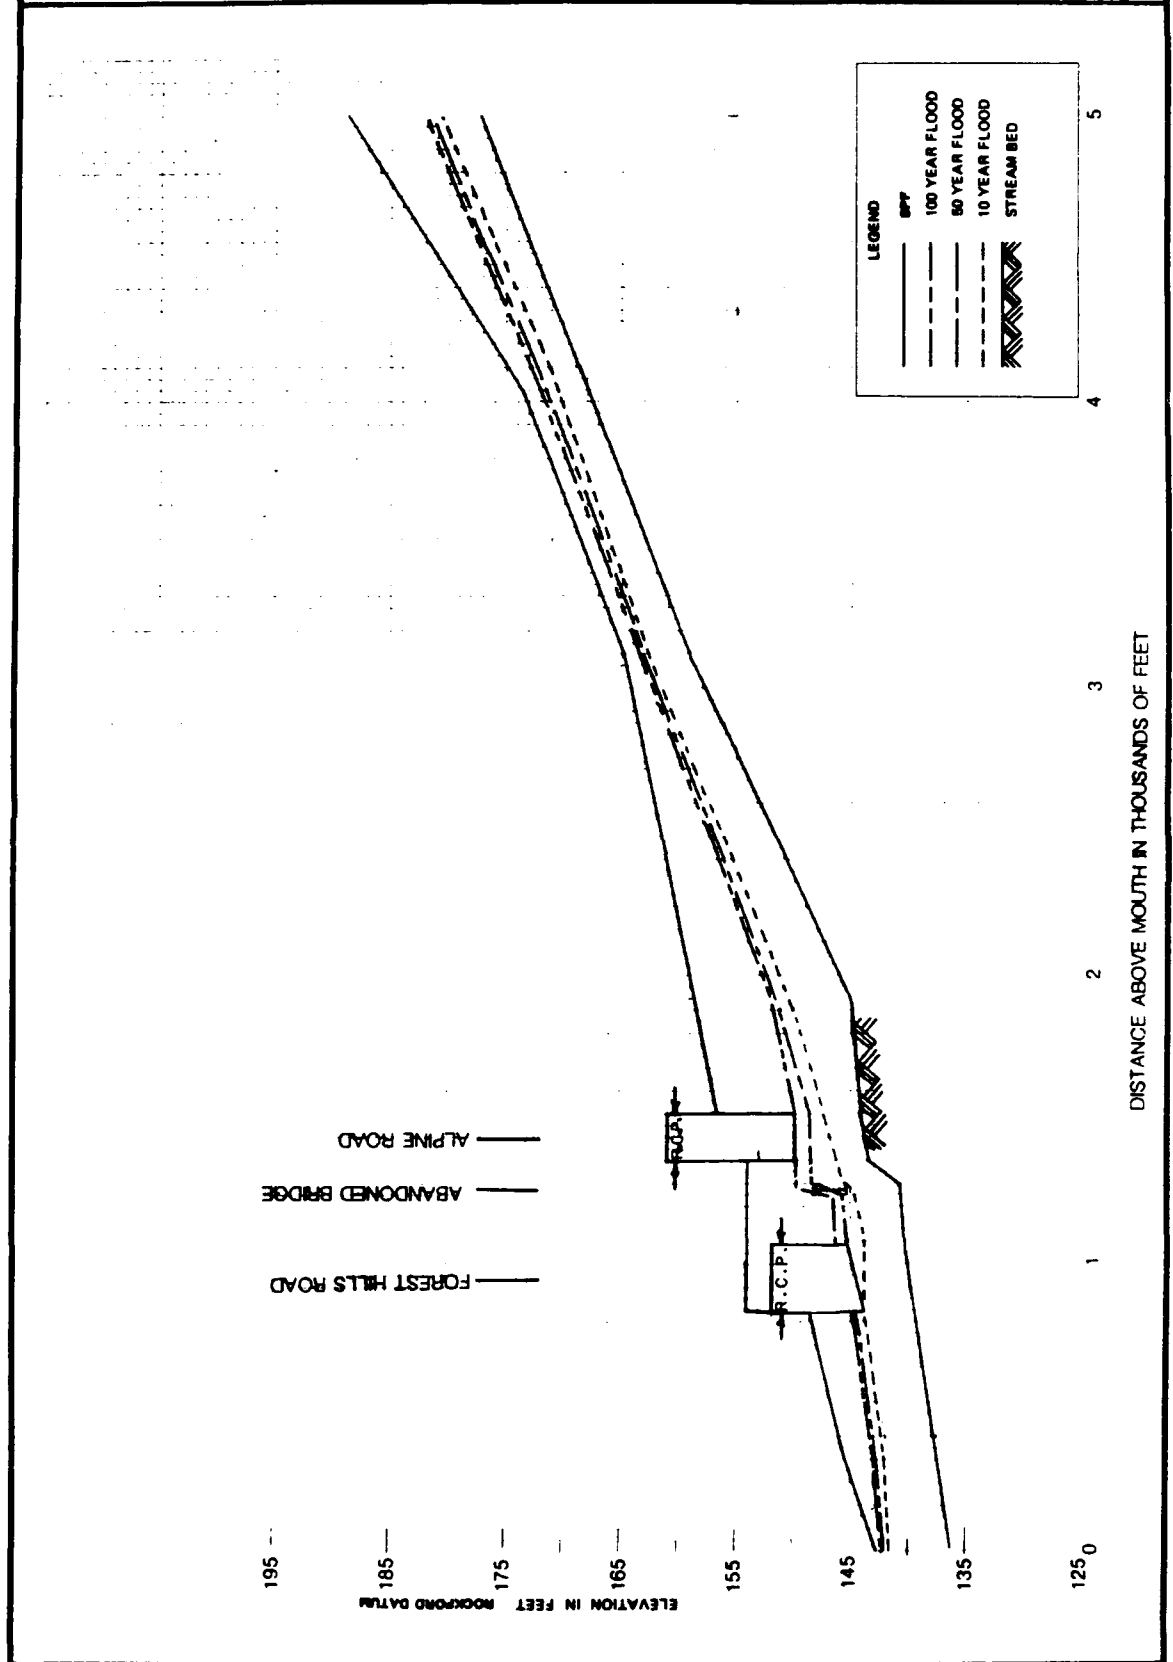 ELEVATION IN FEET ROCKFORD DATUM
195
185
175
165
155
145
135
125
0
1
2
3
4
5
DISTANCE ABOVE MOUTH IN THOUSANDS OF FEET
FOREST HILLS ROAD
ABANDONED BRIDGE
ALPINE ROAD
R.C.P.
R.C.P.
LEGEND
SPF
100 YEAR FLOOD
50 YEAR FLOOD
10 YEAR FLOOD
STREAM BED